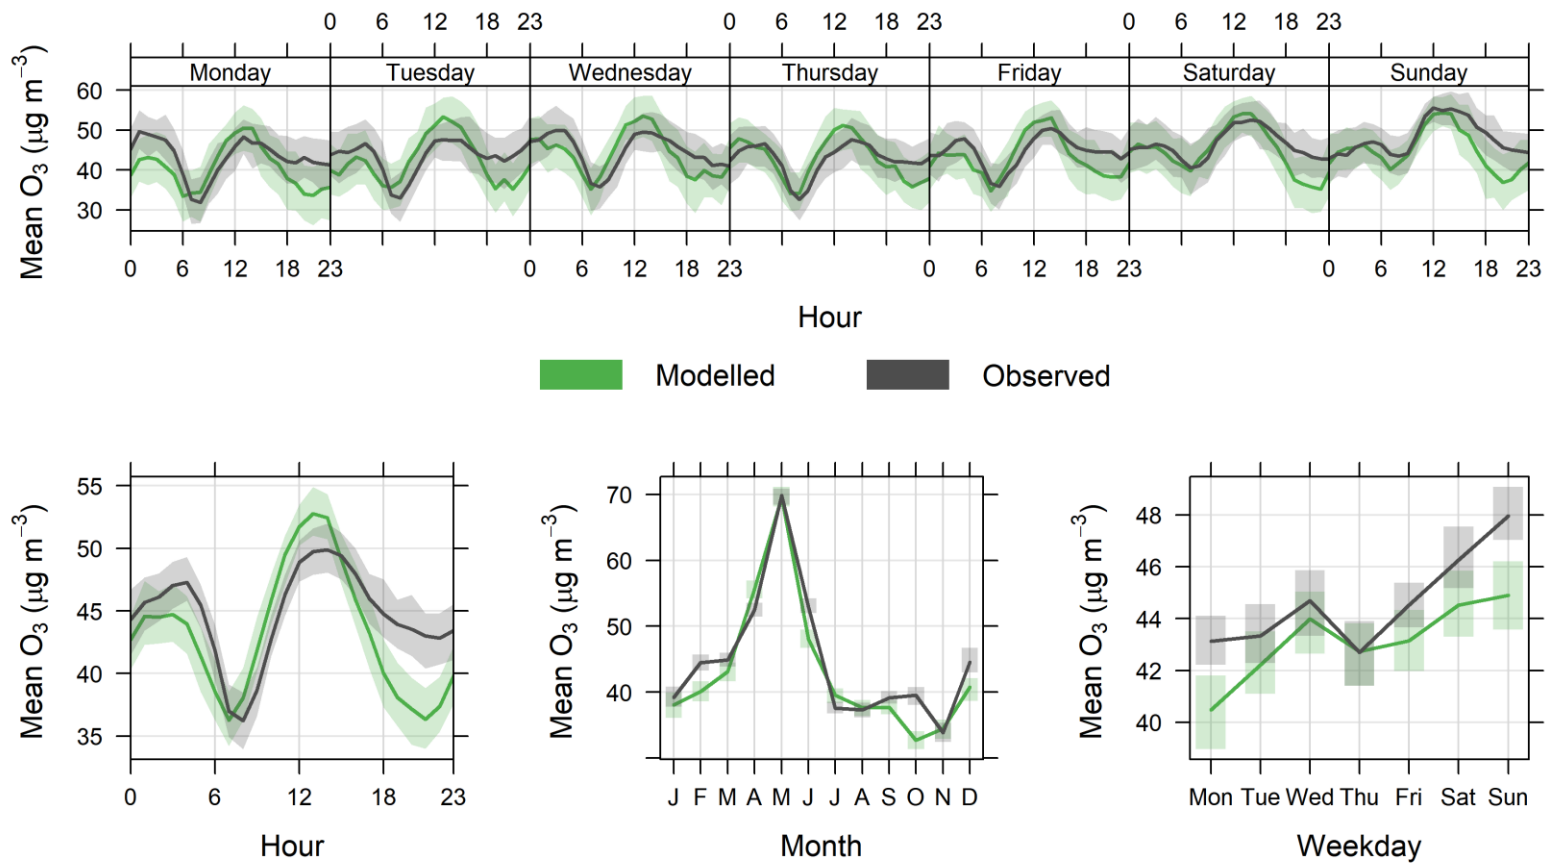 0 6 12 18 23 0 6 12 18 23 0 6 12 18 23
Monday Tuesday Wednesday Thursday Friday Saturday Sunday
Mean O₃ (μg m⁻³)
60
50
40
30
0 6 12 18 23 0 6 12 18 23 0 6 12 18 23 0 6 12 18 23
Hour
Modelled Observed
Mean O₃ (μg m⁻³)
55
50
45
40
35
0 6 12 18 23
Hour
Mean O₃ (μg m⁻³)
70
60
50
40
J F M A M J J A S O N D
Month
Mean O₃ (μg m⁻³)
48
46
44
42
40
Mon Tue Wed Thu Fri Sat Sun
Weekday